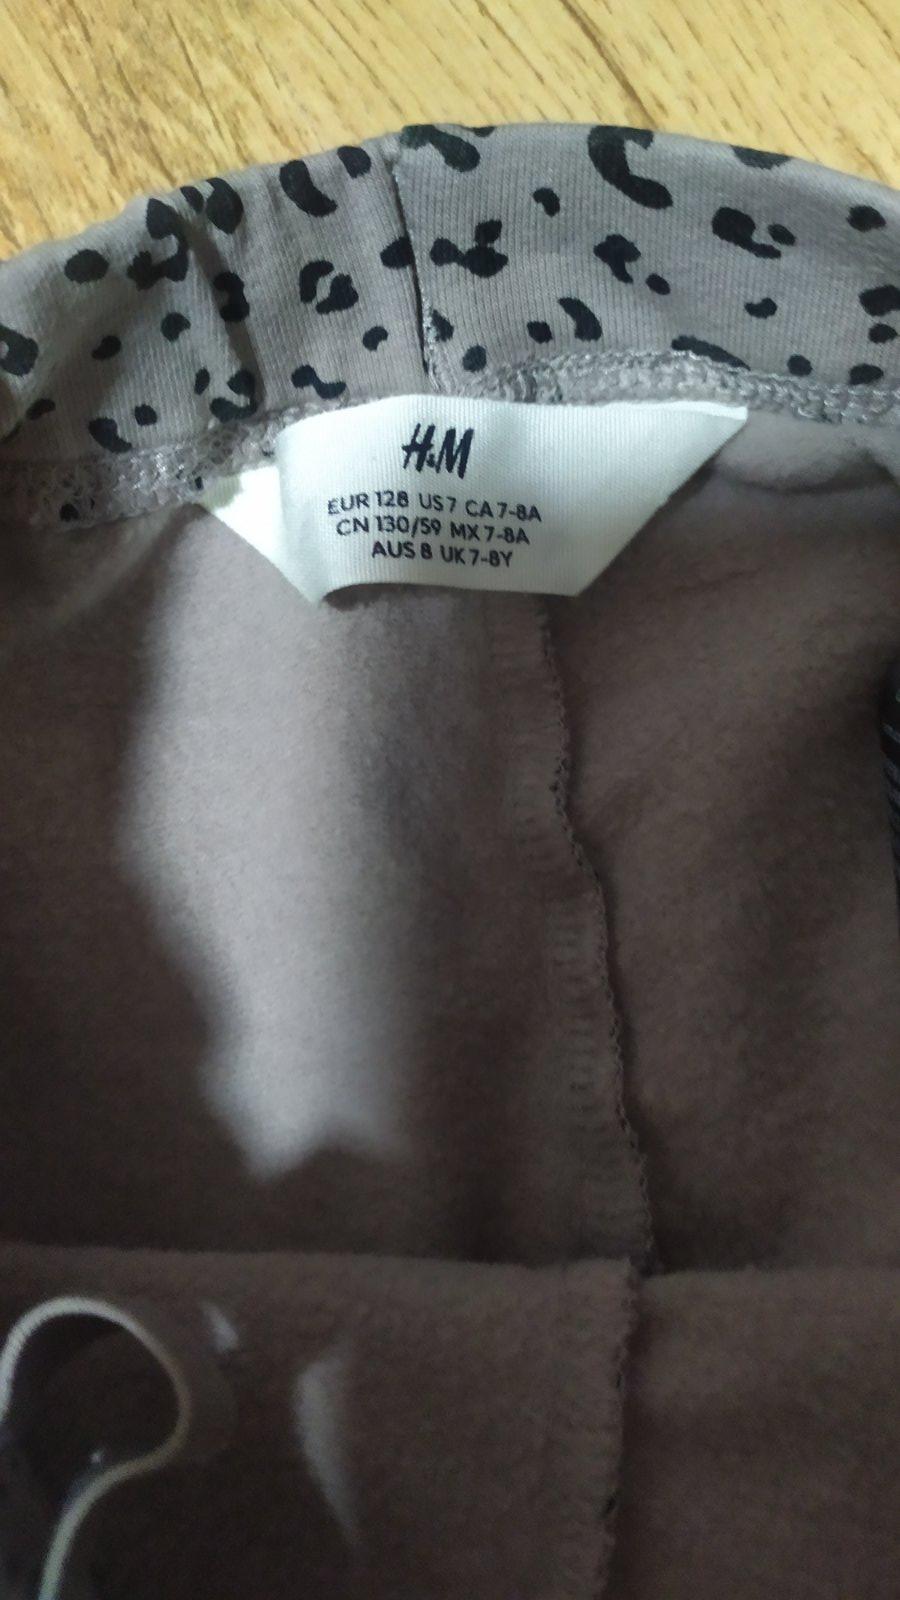 H&M
EUR 128 US 7 CA 7-8A
CN 130/59 MX 7-8A
AUS 8 UK 7-8Y